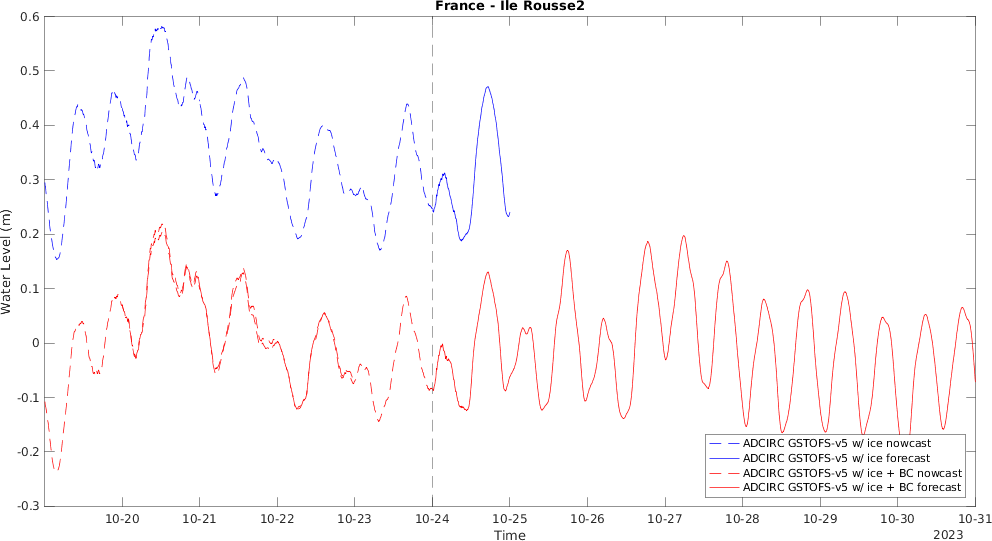 France - Ile Rousse2
0.6
0.5
0.4
0.3
0.2
0.1
0
-0.1
-0.2
-0.3
Water Level (m)
ADCIRC GSTOFS-v5 w/ ice nowcast
ADCIRC GSTOFS-v5 w/ ice forecast
ADCIRC GSTOFS-v5 w/ ice + BC nowcast
ADCIRC GSTOFS-v5 w/ ice + BC forecast
10-20 10-21 10-22 10-23 10-24 10-25 10-26 10-27 10-28 10-29 10-30 10-31
Time
2023